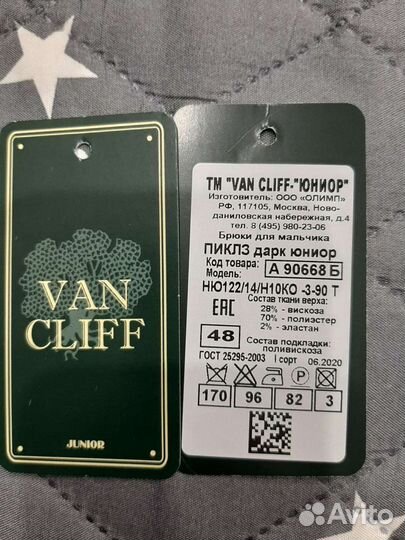 VAN
CLIFF
JUNIOR
ТМ "VAN CLIFF-"ЮНИОР"
Изготовитель: ООО «ОЛИМП»
РФ, 117105, Москва, Ново-
даниловская набережная, д.4
тел. 8 (495) 980-23-06
Брюки для мальчика
ПИКЛЗ дарк юниор
Код товара: А 90668 Б
Модель:
НЮ122/14/Н10КО -3-90 Т
ЕАС
Состав ткани верха:
28% - вискоза
70% - полиэстер
2% - эластан
48
Состав подкладки:
поливискоза
ГОСТ 25295-2003 I сорт 06.2020
170 96 82 3
Avito